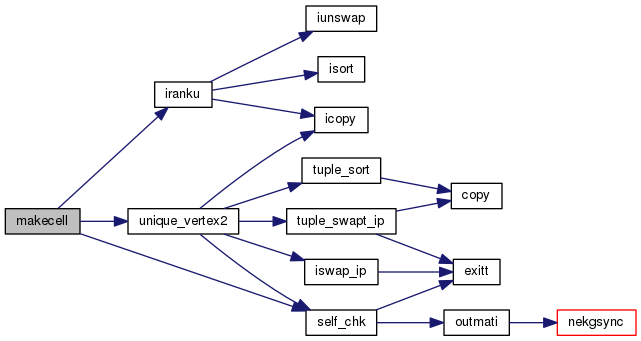 makecell
iranku
unique_vertex2
iunswap
isort
icopy
tuple_sort
tuple_swapt_ip
iswap_ip
self_chk
copy
exitt
outmati
nekgsync